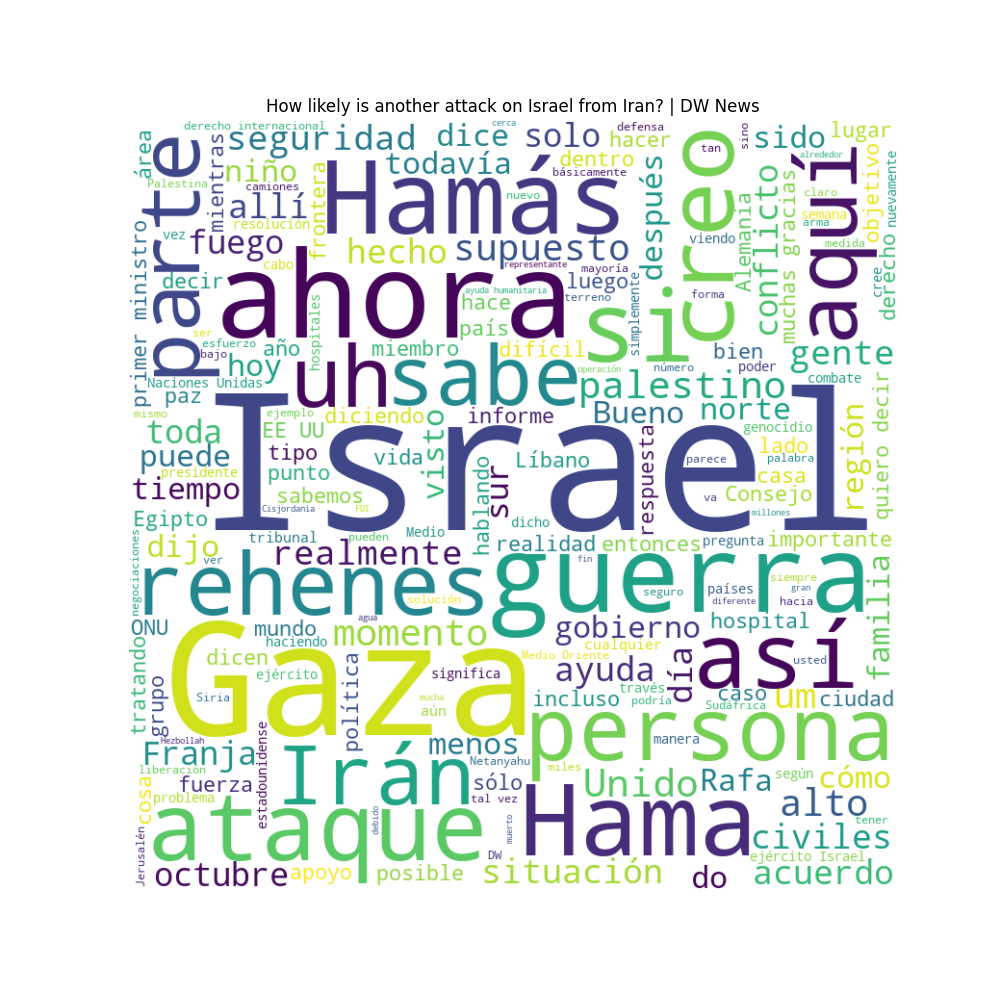 How likely is another attack on Israel from Iran? | DW News
derecho internacional
cerca
defensa
área
parte
mientras
seguridad
dice
solo
hacer
tan
sino
sido
lugar
Palestina
niño
camiones
frontera
todavía
Hamás
básicamente
dentro
después
creo
alrededor
aquí
objetivo
nuevamente
allí
resolución
nuevo
Alemania
conflicto
muchas gracias
claro
arma
semana
vez
fuego
hecho
supuesto
viendo
medida
primer ministro
decir
cabo
ahora
representante
mayoría
luego
terreno
cree
derecho
hospitales
ayuda humanitaria
hace
país
si
simplemente
forma
ser
esfuerzo
bajo
hoy
año
miembro
difícil
bien
poder
gente
Naciones Unidas
paz
uh
sabe
operación
número
palestino
combate
mismo
ejemplo
diciendo
informe
Bueno
norte
región
quiero decir
toda
EE UU
visto
Israel
genocidio
puede
tipo
vida
Líbano
respuesta
lado
palabra
presidente
punto
hablando
sur
parece
casa
tiempo
sabemos
va
Consejo
Cisjordania
FDI
millones
Egipto
Medio
dicho
tribunal
pueden
realidad
entonces
pregunta
importante
negociaciones
dijo
ver
realmente
fin
guerra
siempre
gran
rehenes
seguro
países
diferente
hacia
familia
solución
agua
ONU
mundo
haciendo
momento
gobierno
hospital
cualquier
así
tratando
Gaza
dicen
Medio Oriente
ayuda
día
usted
grupo
Siria
ejército
política
significa
mucha
aún
incluso
través
podría
caso
Sudáfrica
um
ciudad
persona
Hezbollah
Franja
estadounidense
menos
manera
liberación
Irán
Netanyahu
miles
según
cómo
cosa
problema
fuerza
sólo
tal vez
Unido
Rafa
alto
tener
Jerusalén
ataque
debido
muerto
Hama
civiles
DW
ejército Israel
octubre
apoyo
posible
situación
do
acuerdo